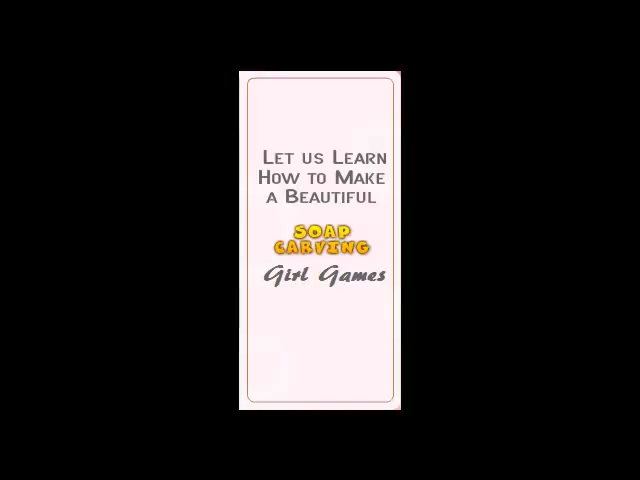 Let us Learn
How to Make
a Beautiful
SOAP
CARVING
Girl Games